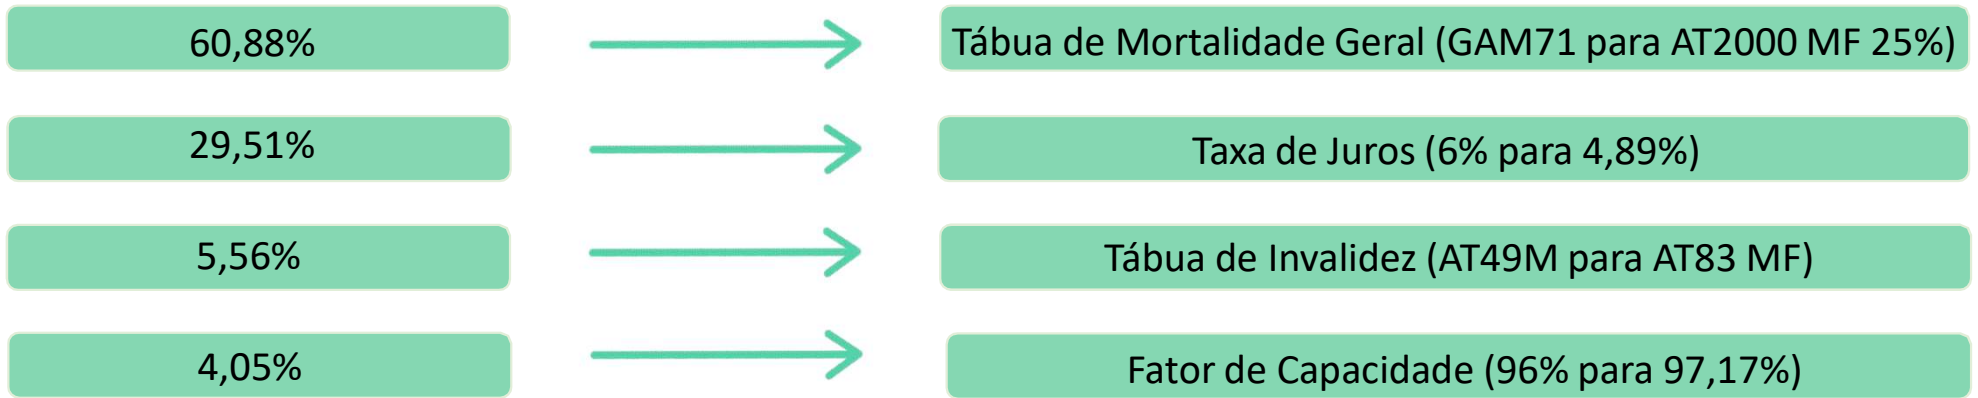 60,88%
Tábua de Mortalidade Geral (GAM71 para AT2000 MF 25%)
29,51%
Taxa de Juros (6% para 4,89%)
5,56%
Tábua de Invalidez (AT49M para AT83 MF)
4,05%
Fator de Capacidade (96% para 97,17%)